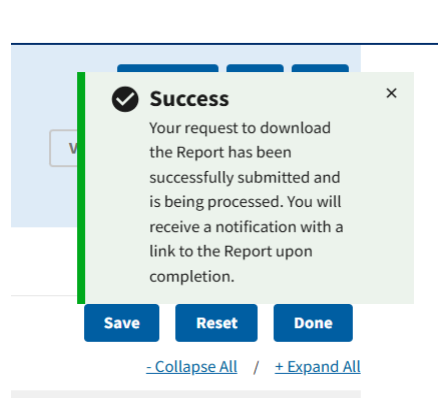 Success
×
Your request to download
the Report has been
successfully submitted and
is being processed. You will
receive a notification with a
link to the Report upon
completion.
Save Reset Done
- Collapse All / + Expand All